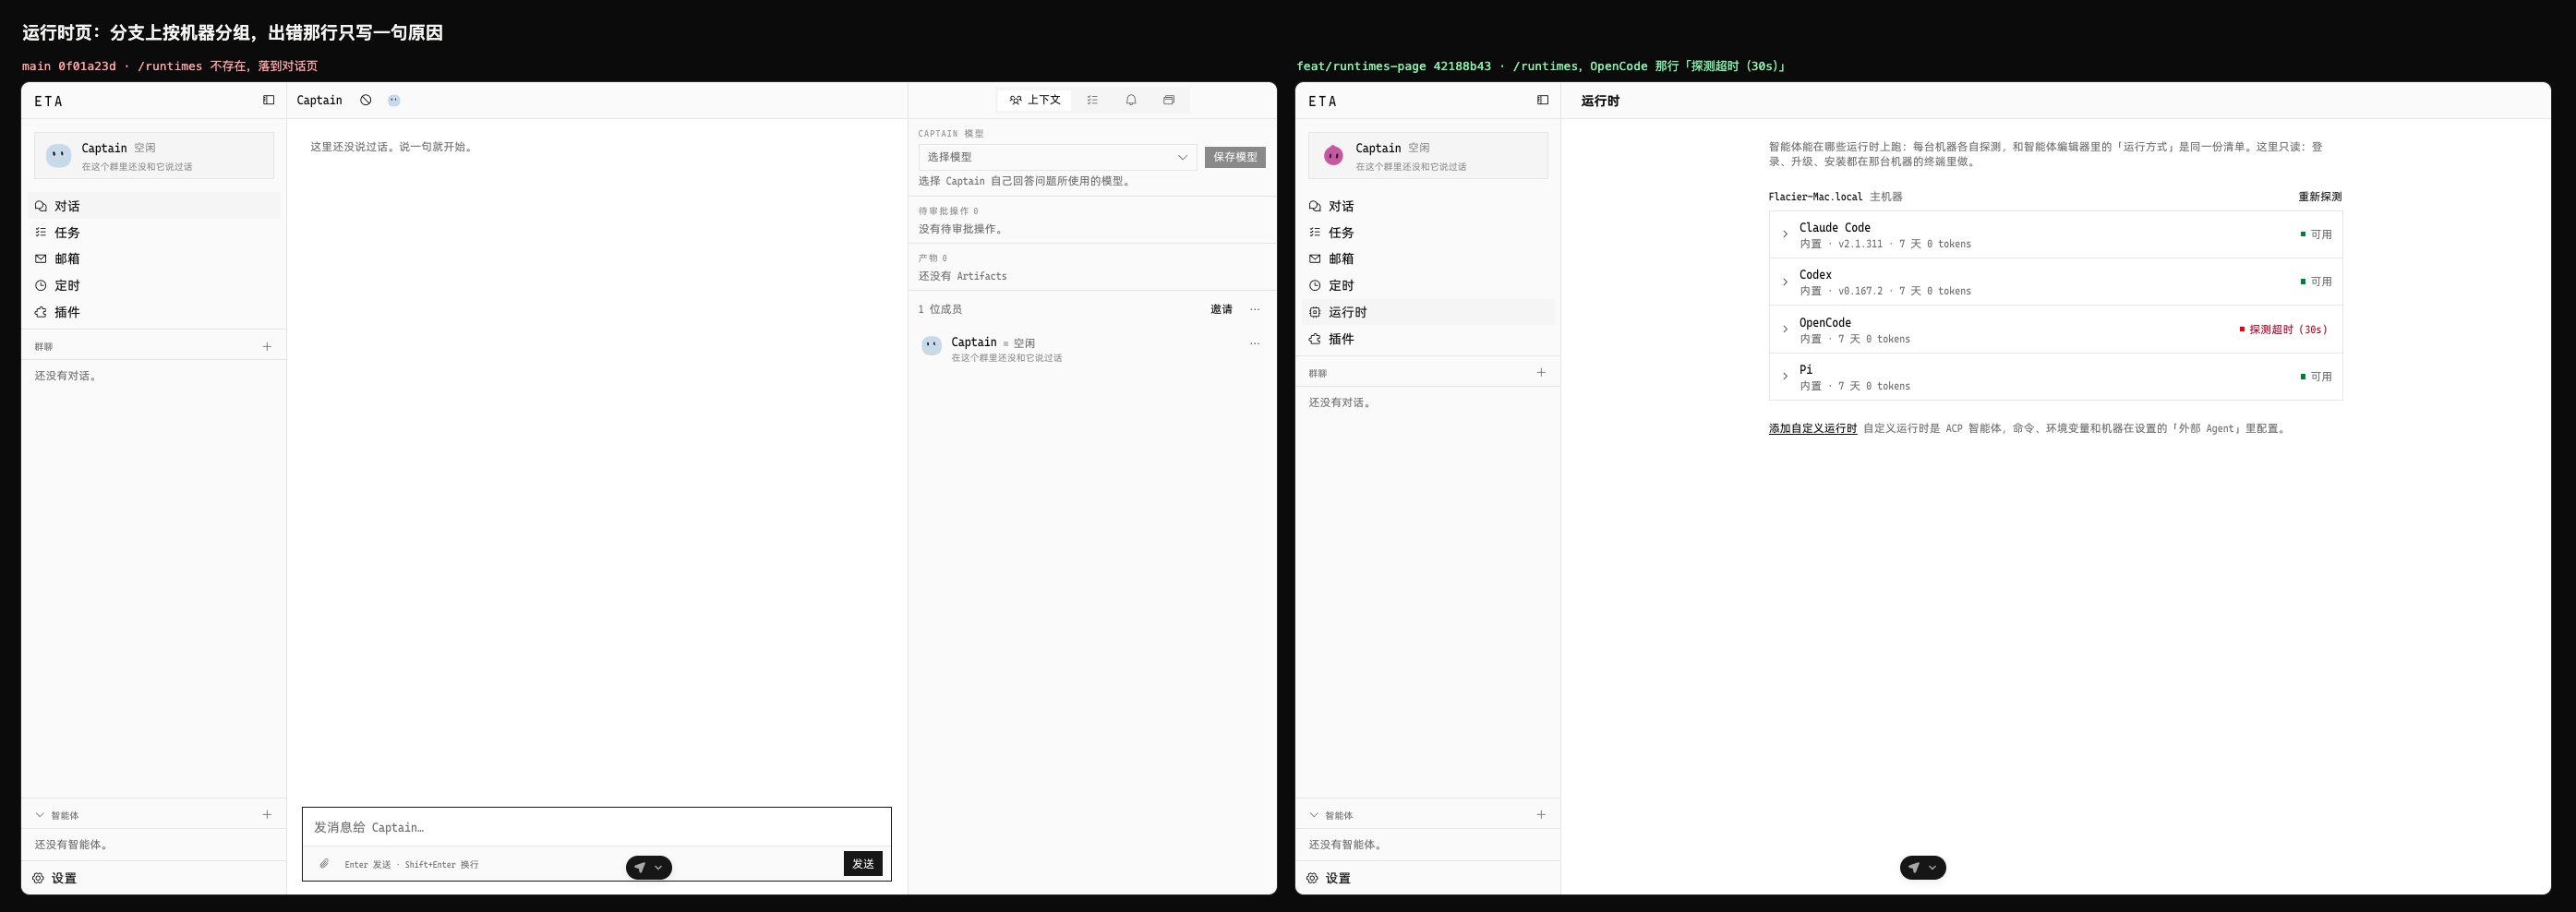 运行时页：分支上按机器分组，出错那行只写一句原因
main 0f01a23d · /runtimes 不存在，落到对话页
ETA
Captain 空闲
在这个群里还没和它说过话
对话
任务
邮箱
定时
插件
群聊
还没有对话。
智能体
还没有智能体。
设置
Captain
这里还没说过话。说一句就开始。
发消息给 Captain…
Enter 发送 · Shift+Enter 换行
发送
上下文
CAPTAIN 模型
选择模型
保存模型
选择 Captain 自己回答问题所使用的模型。
待审批操作 0
没有待审批操作。
产物 0
还没有 Artifacts
1 位成员
邀请
Captain 空闲
在这个群里还没和它说过话
feat/runtimes-page 42188b43 · /runtimes，OpenCode 那行「探测超时（30s）」
ETA
Captain 空闲
在这个群里还没和它说过话
对话
任务
邮箱
定时
运行时
插件
群聊
还没有对话。
智能体
还没有智能体。
设置
运行时
智能体能在哪些运行时上跑：每台机器各自探测，和智能体编辑器里的「运行方式」是同一份清单。这里只读：登
录、升级、安装都在那台机器的终端里做。
Flacier-Mac.local 主机器
重新探测
Claude Code
内置 · v2.1.311 · 7 天 0 tokens
可用
Codex
内置 · v0.167.2 · 7 天 0 tokens
可用
OpenCode
内置 · 7 天 0 tokens
探测超时（30s）
Pi
内置 · 7 天 0 tokens
可用
添加自定义运行时 自定义运行时是 ACP 智能体，命令、环境变量和机器在设置的「外部 Agent」里配置。